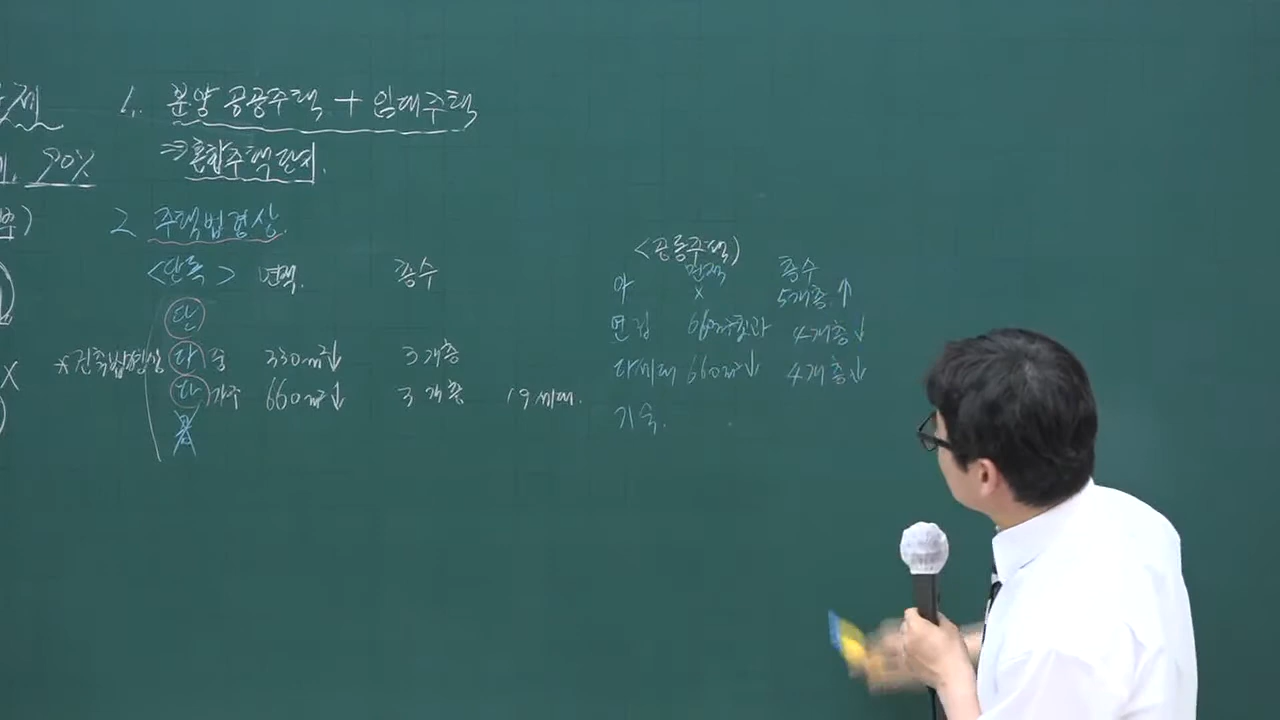 1. 분양 공공주택 + 임대주택
90%
⇒ 혼합주택단지.
2. 주택법령상
<단독> 면적. 층수
단
*건축법령상 다중 330m²↓ 3개층
다가주 660m²↓ 3개층 19세대.
공
<공동주택>
면적 층수
아 X 5개층↑
연립 660m²초과 4개층↓
다세대 660m²↓ 4개층↓
기숙.